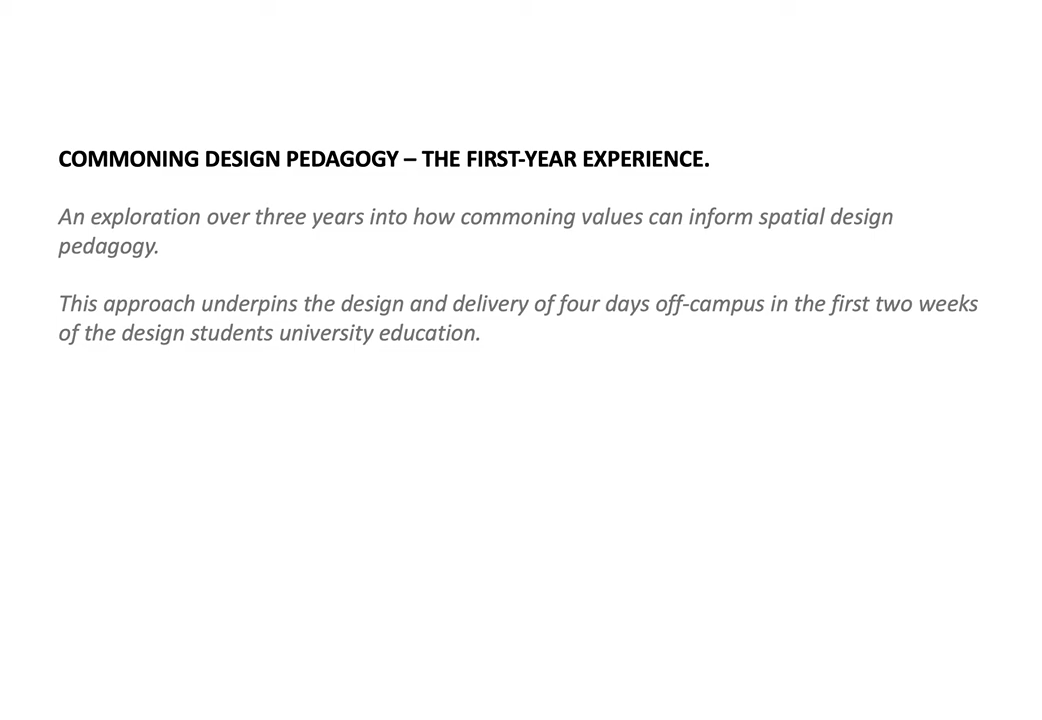 COMMONING DESIGN PEDAGOGY – THE FIRST-YEAR EXPERIENCE.
An exploration over three years into how commoning values can inform spatial design
pedagogy.
This approach underpins the design and delivery of four days off-campus in the first two weeks
of the design students university education.